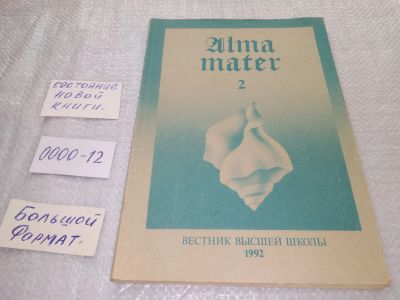 Состояние
новой
книги.
0000-12
Большой
Формат.
Alma
mater
2
ВЕСТНИК ВЫСШЕЙ ШКОЛЫ
1992